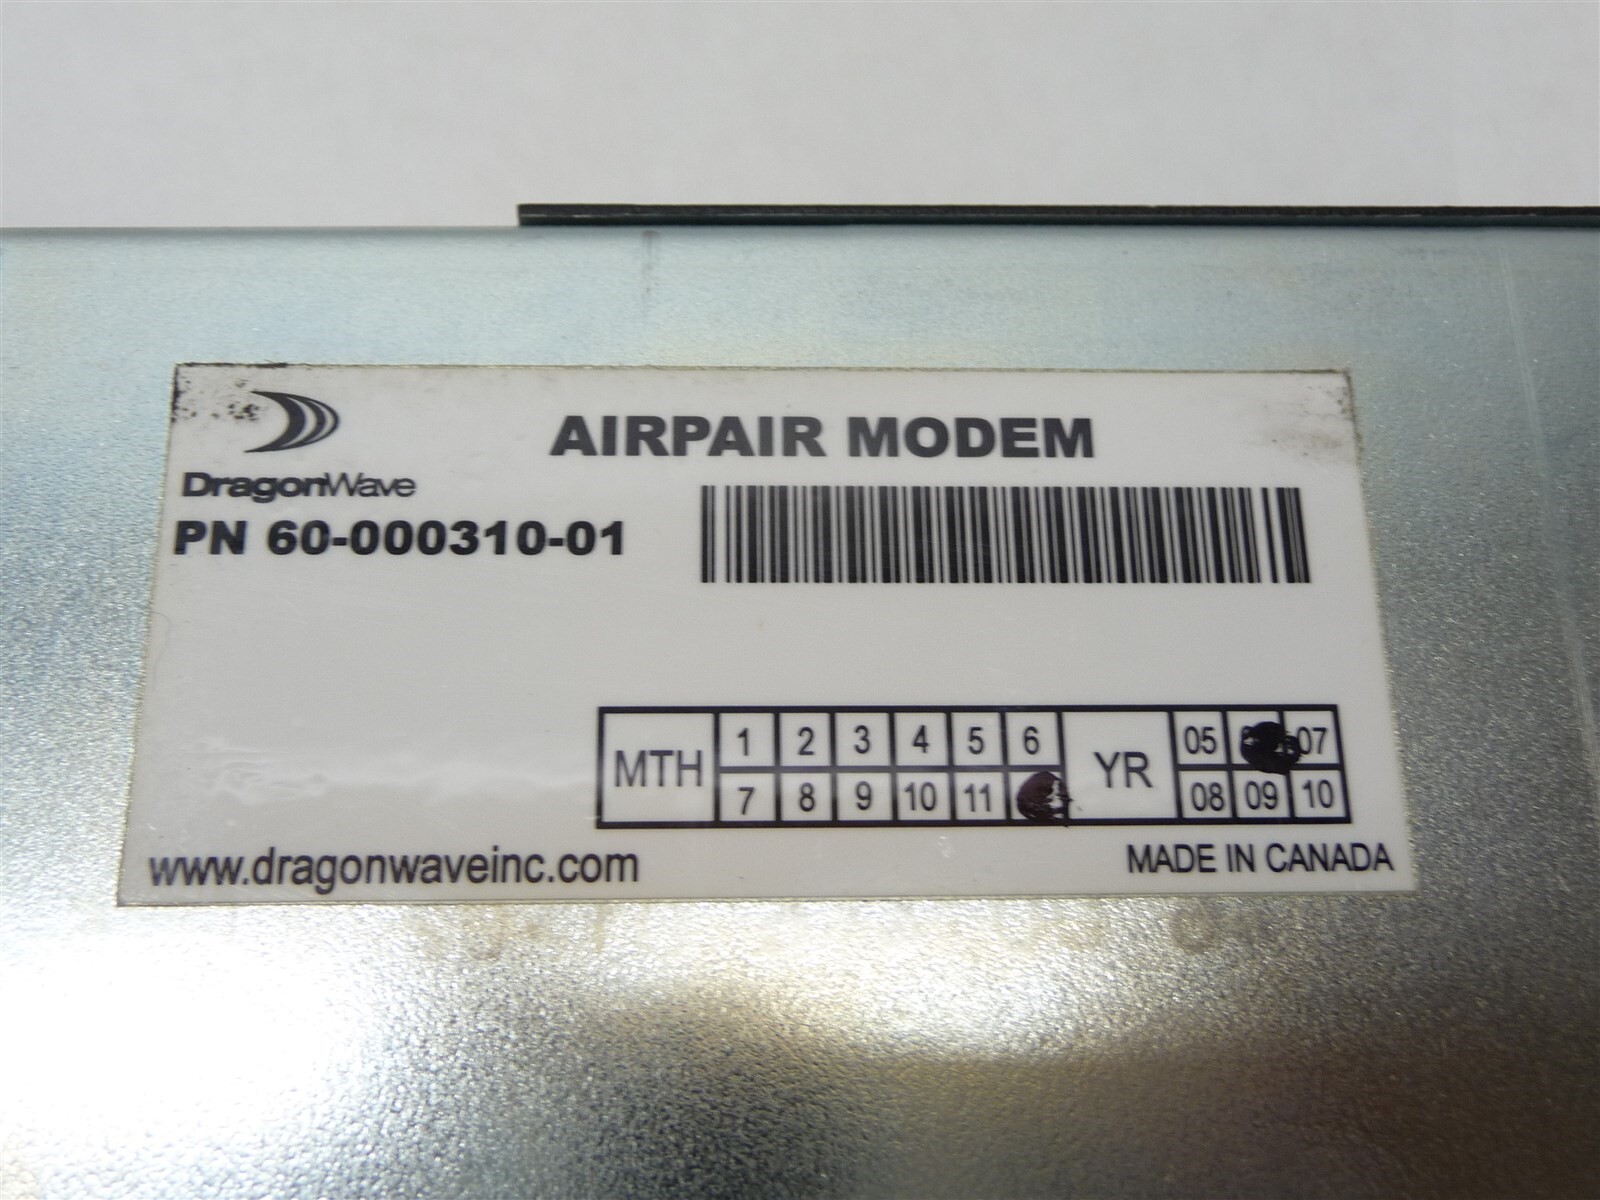 AIRPAIR MODEM
DragonWave
PN 60-000310-01
MTH 1 2 3 4 5 6 YR 05 07
7 8 9 10 11 08 09 10
www.dragonwaveinc.com MADE IN CANADA